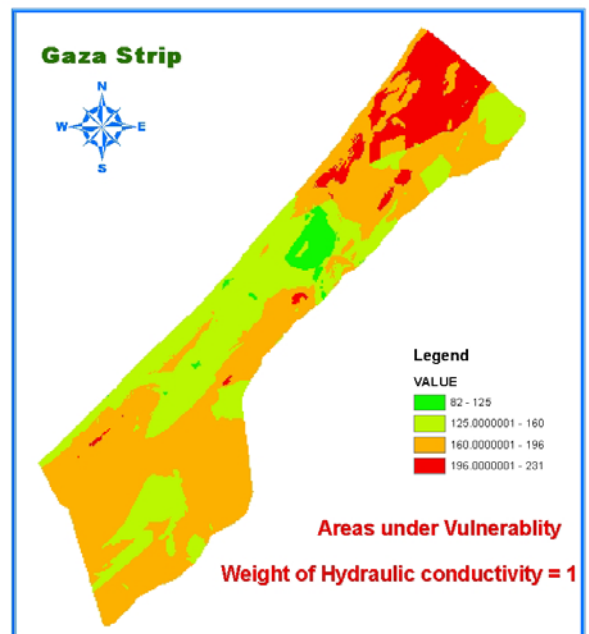 Gaza Strip
N
W
E
S
Legend
VALUE
82 - 125
125.0000001 - 160
160.0000001 - 196
196.0000001 - 231
Areas under Vulnerablity
Weight of Hydraulic conductivity = 1